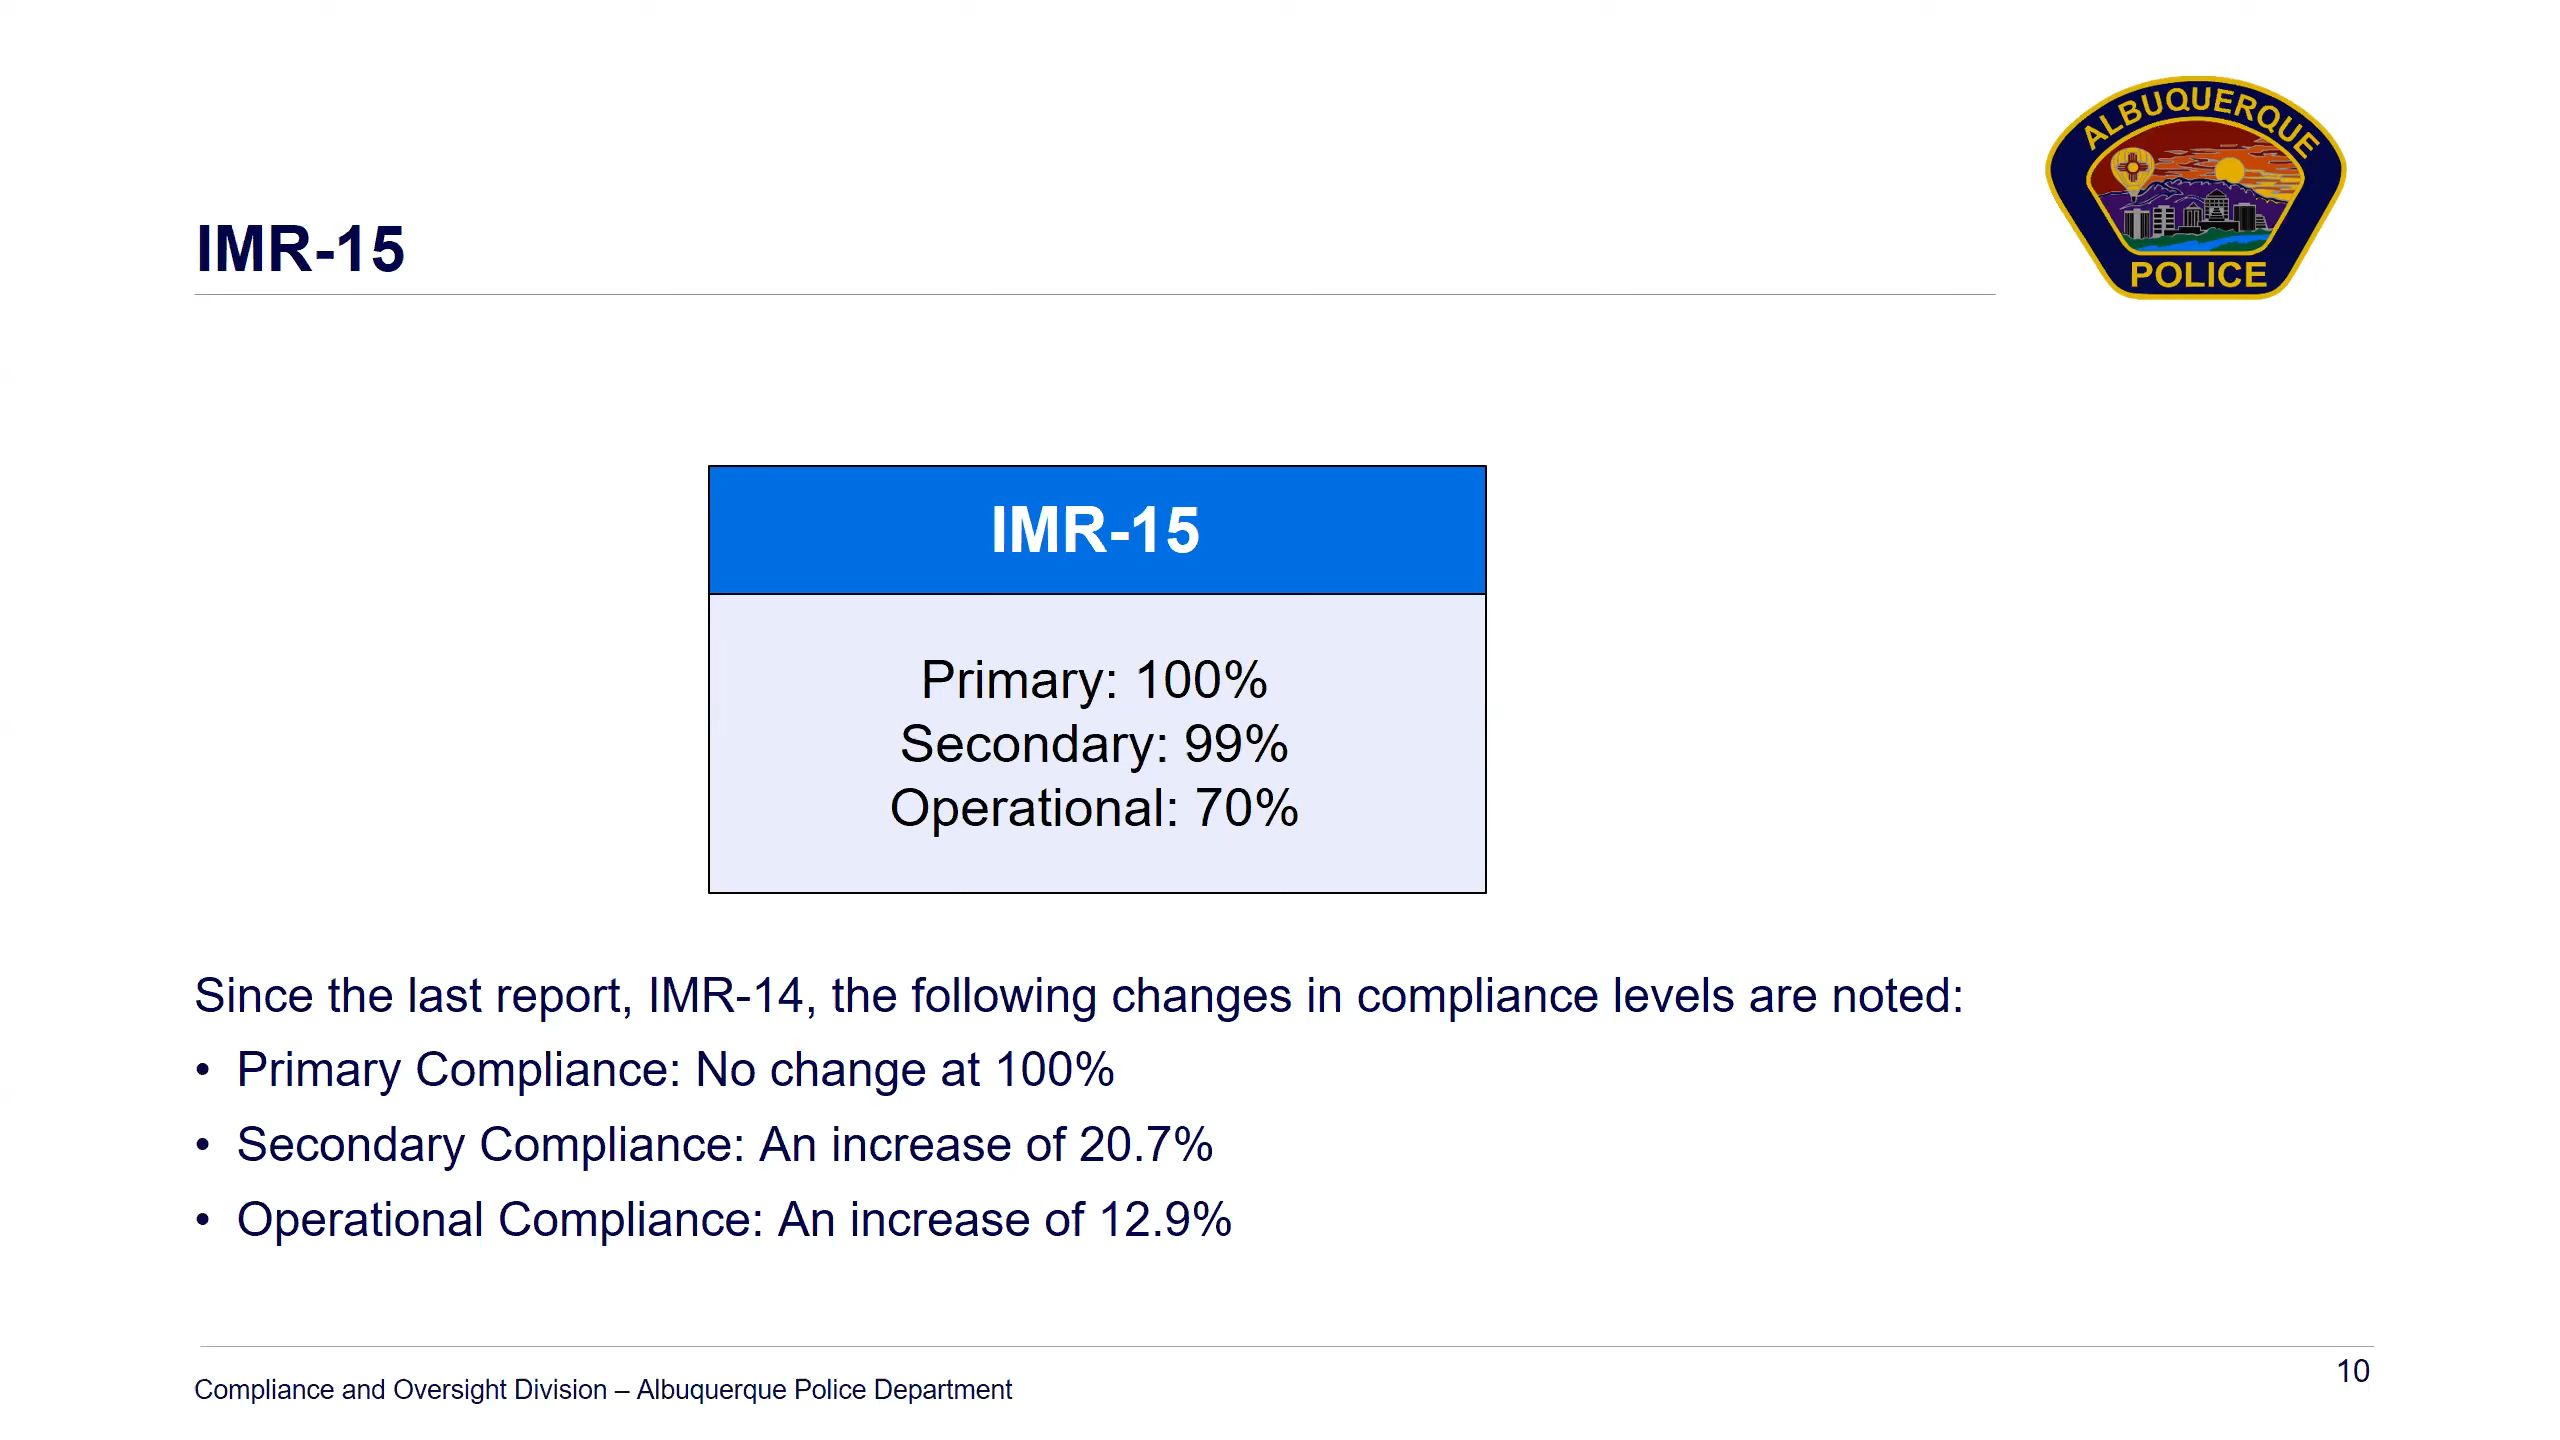 ALBUQUERQUE
POLICE
IMR-15
IMR-15
Primary: 100%
Secondary: 99%
Operational: 70%
Since the last report, IMR-14, the following changes in compliance levels are noted:
• Primary Compliance: No change at 100%
• Secondary Compliance: An increase of 20.7%
• Operational Compliance: An increase of 12.9%
Compliance and Oversight Division – Albuquerque Police Department
10